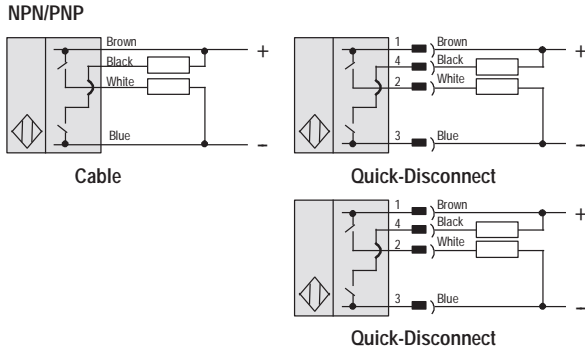 NPN/PNP
Brown
+
Black
White
Blue
–
Cable
1 Brown
+
4 Black
2 White
3 Blue
–
Quick-Disconnect
1 Brown
+
4 Black
2 White
3 Blue
–
Quick-Disconnect